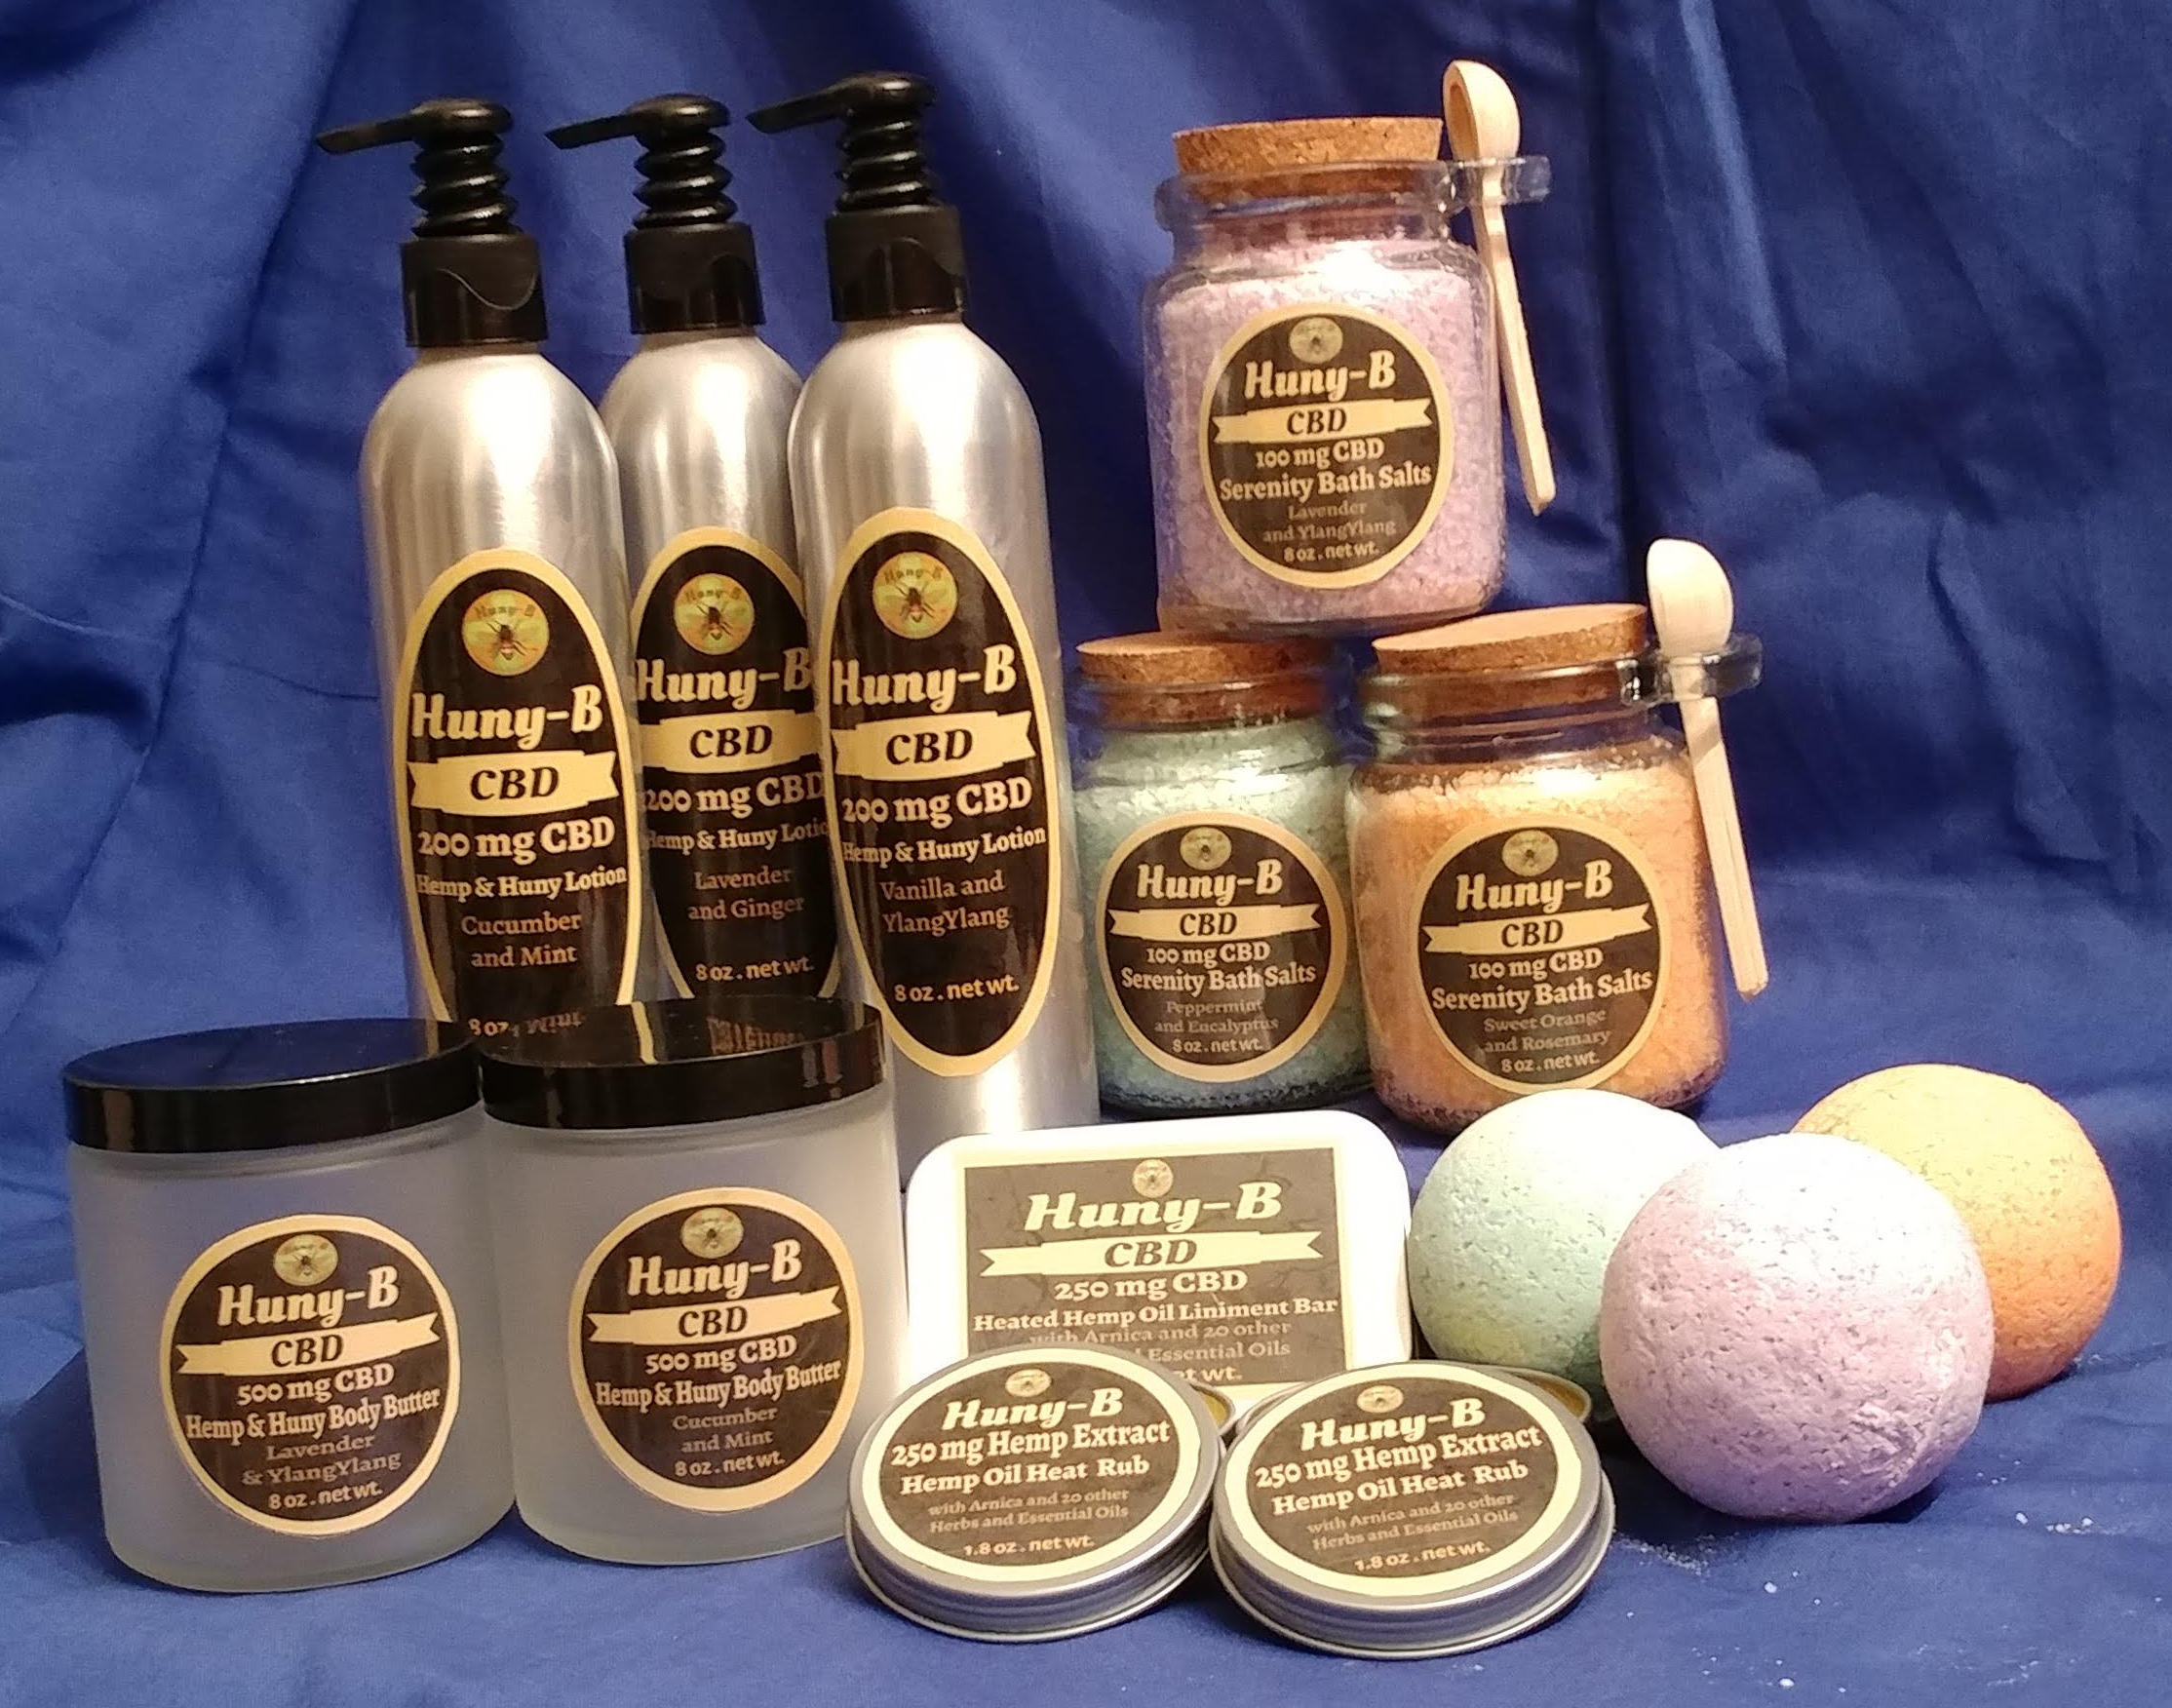 Huny-B
Huny-B
CBD
200 mg CBD
Hemp & Huny Lotion
Cucumber
and Mint
8 oz
Huny-B
Huny-B
CBD
200 mg CBD
Hemp & Huny
Lavender
and Ginger
8 oz. net wt.
Huny-B
Huny-B
CBD
200 mg CBD
Hemp & Huny Lotion
Vanilla and
YlangYlang
8 oz. net wt.
Huny-B
CBD
100 mg CBD
Serenity Bath Salts
Lavender
and YlangYlang
8 oz. net wt.
Huny-B
CBD
100 mg CBD
Serenity Bath Salts
Peppermint
and Eucalyptus
8 oz. net wt.
Huny-B
CBD
100 mg CBD
Serenity Bath Salts
Sweet Orange
and Rosemary
8 oz. net wt.
Huny-B
CBD
500 mg CBD
Hemp & Huny Body Butter
Lavender
& YlangYlang
8 oz. net wt.
Huny-B
CBD
500 mg CBD
Hemp & Huny Body Butter
Cucumber
and Mint
8 oz. net wt.
Huny-B
CBD
250 mg CBD
Heated Hemp Oil Liniment Bar
with Arnica and 20 other
Essential Oils
wt.
Huny-B
250 mg Hemp Extract
Hemp Oil Heat Rub
with Arnica and 20 other
Herbs and Essential Oils
1.8 oz. net wt.
Huny-B
250 mg Hemp Extract
Hemp Oil Heat Rub
with Arnica and 20 other
Herbs and Essential Oils
1.8 oz. net wt.